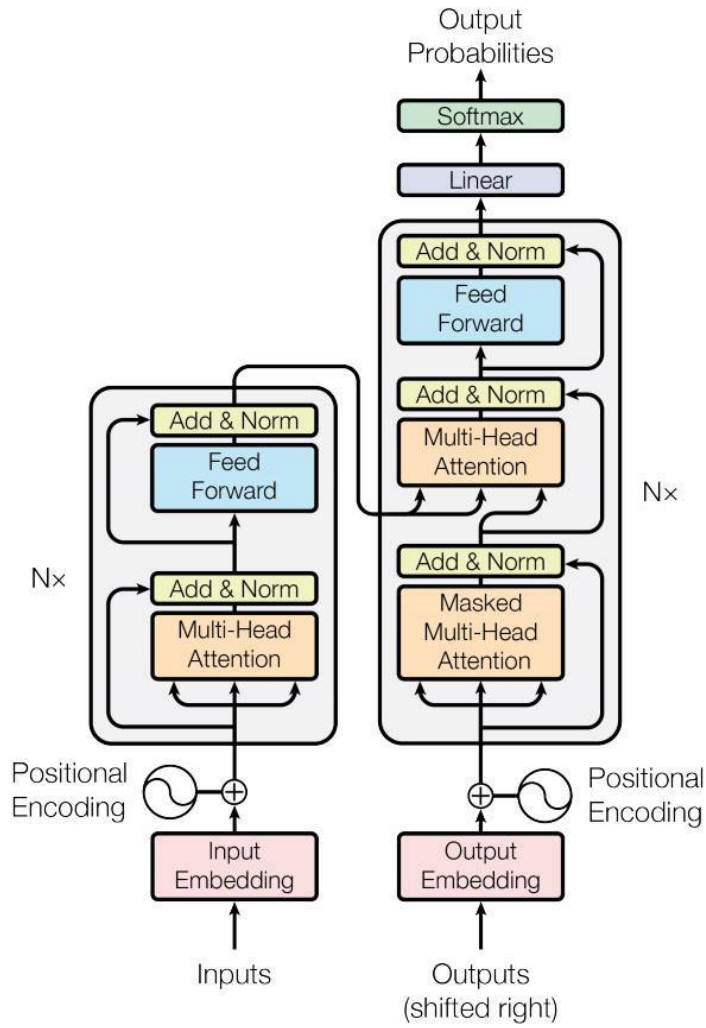 Output
Probabilities
Softmax
Linear
Add & Norm
Feed
Forward
Add & Norm
Multi-Head
Attention
Add & Norm
Feed
Forward
N×
Add & Norm
Masked
Multi-Head
Attention
N×
Add & Norm
Multi-Head
Attention
Positional
Encoding
Positional
Encoding
Input
Embedding
Output
Embedding
Inputs
Outputs
(shifted right)